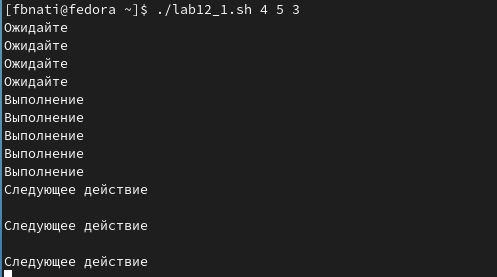 [fbnati@fedora ~]$ ./lab12_1.sh 4 5 3
Ожидайте
Ожидайте
Ожидайте
Ожидайте
Выполнение
Выполнение
Выполнение
Выполнение
Выполнение
Следующее действие
Следующее действие
Следующее действие